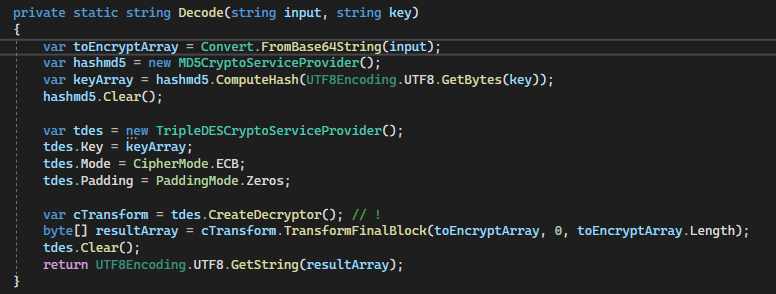 private static string Decode(string input, string key)
{
var toEncryptArray = Convert.FromBase64String(input);
var hashmd5 = new MD5CryptoServiceProvider();
var keyArray = hashmd5.ComputeHash(UTF8Encoding.UTF8.GetBytes(key));
hashmd5.Clear();
var tdes = new TripleDESCryptoServiceProvider();
tdes.Key = keyArray;
tdes.Mode = CipherMode.ECB;
tdes.Padding = PaddingMode.Zeros;
var cTransform = tdes.CreateDecryptor(); // !
byte[] resultArray = cTransform.TransformFinalBlock(toEncryptArray, 0, toEncryptArray.Length);
tdes.Clear();
return UTF8Encoding.UTF8.GetString(resultArray);
}